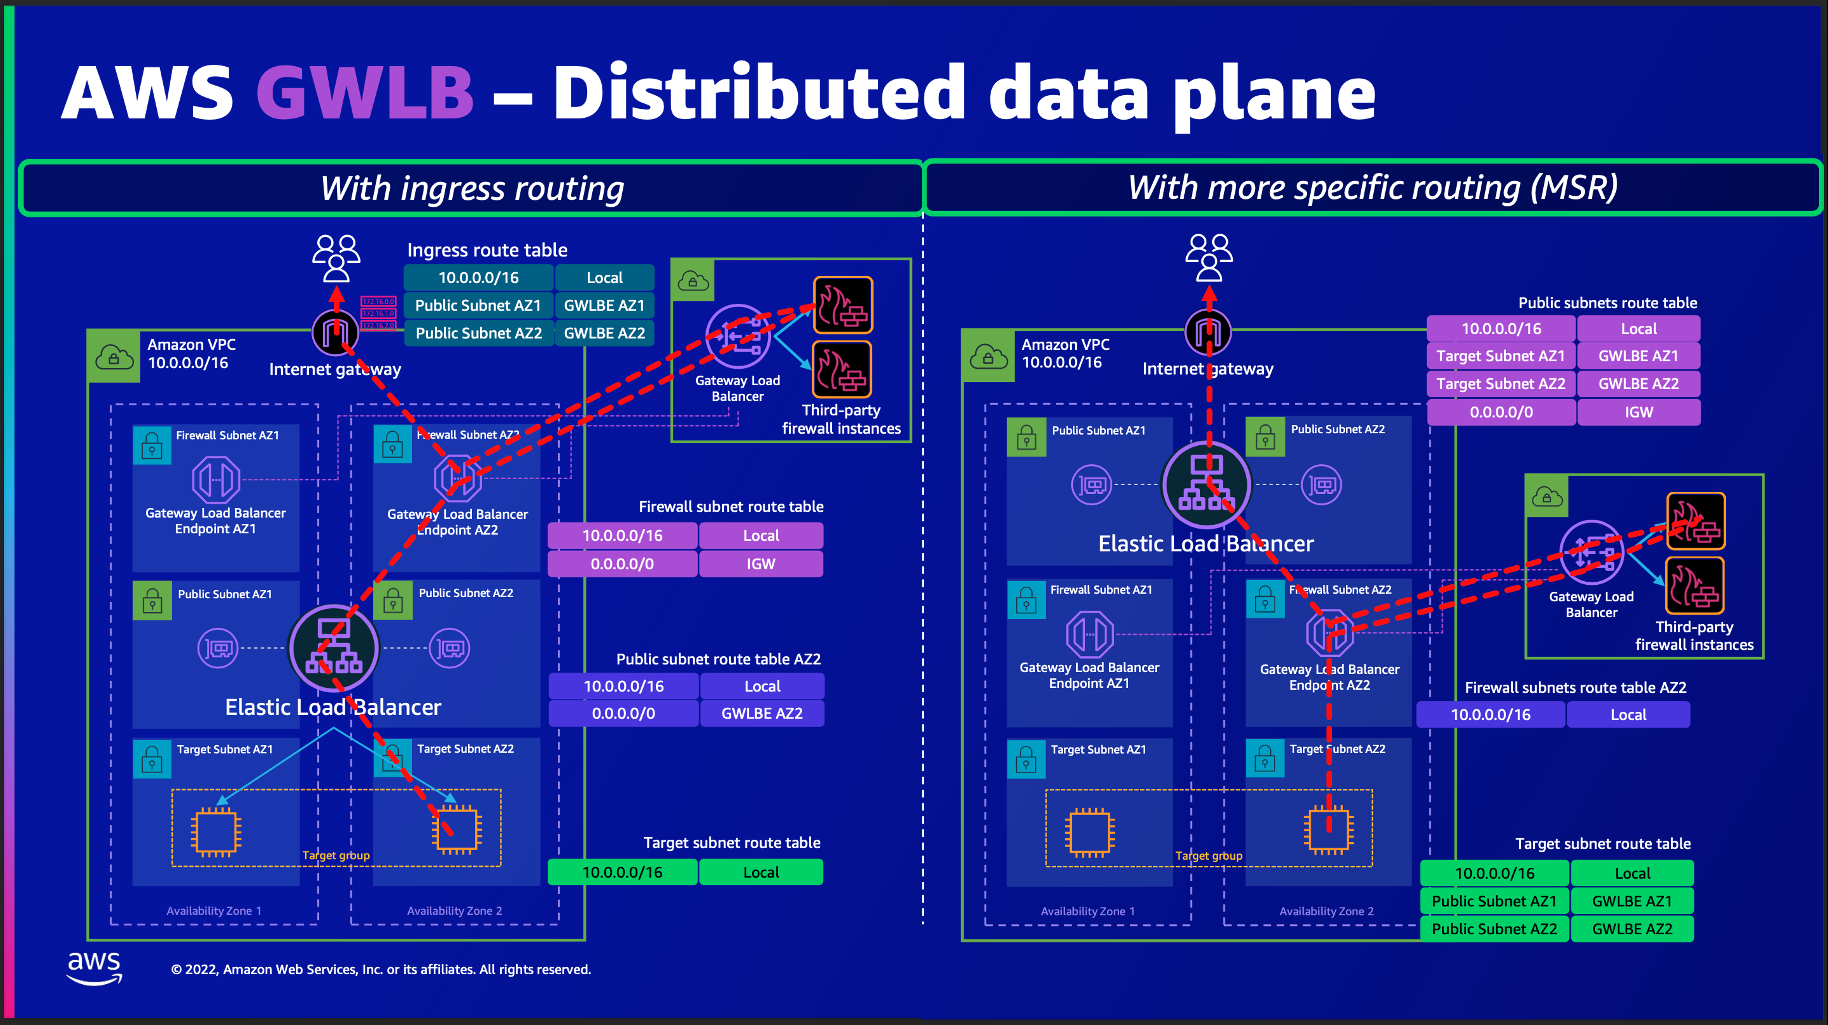 AWS GWLB – Distributed data plane
With ingress routing
Ingress route table
10.0.0.0/16 Local
Public Subnet AZ1 GWLBE AZ1
Public Subnet AZ2 GWLBE AZ2
172.16.0.0
172.16.1.0
172.16.2.0
Amazon VPC
10.0.0.0/16
Internet gateway
Gateway Load
Balancer
Third-party
firewall instances
Firewall Subnet AZ1
Firewall Subnet AZ2
Gateway Load Balancer
Endpoint AZ1
Gateway Load Balancer
Endpoint AZ2
Firewall subnet route table
10.0.0.0/16 Local
0.0.0.0/0 IGW
Public Subnet AZ1
Public Subnet AZ2
Elastic Load Balancer
Public subnet route table AZ2
10.0.0.0/16 Local
0.0.0.0/0 GWLBE AZ2
Target Subnet AZ1
Target Subnet AZ2
Target group
Target subnet route table
10.0.0.0/16 Local
Availability Zone 1
Availability Zone 2
With more specific routing (MSR)
Public subnets route table
10.0.0.0/16 Local
Target Subnet AZ1 GWLBE AZ1
Target Subnet AZ2 GWLBE AZ2
0.0.0.0/0 IGW
Amazon VPC
10.0.0.0/16
Internet gateway
Public Subnet AZ1
Public Subnet AZ2
Elastic Load Balancer
Gateway Load
Balancer
Third-party
firewall instances
Firewall Subnet AZ1
Firewall Subnet AZ2
Gateway Load Balancer
Endpoint AZ1
Gateway Load Balancer
Endpoint AZ2
Firewall subnets route table AZ2
10.0.0.0/16 Local
Target Subnet AZ1
Target Subnet AZ2
Target group
Target subnet route table
10.0.0.0/16 Local
Public Subnet AZ1 GWLBE AZ1
Public Subnet AZ2 GWLBE AZ2
Availability Zone 1
Availability Zone 2
aws
© 2022, Amazon Web Services, Inc. or its affiliates. All rights reserved.